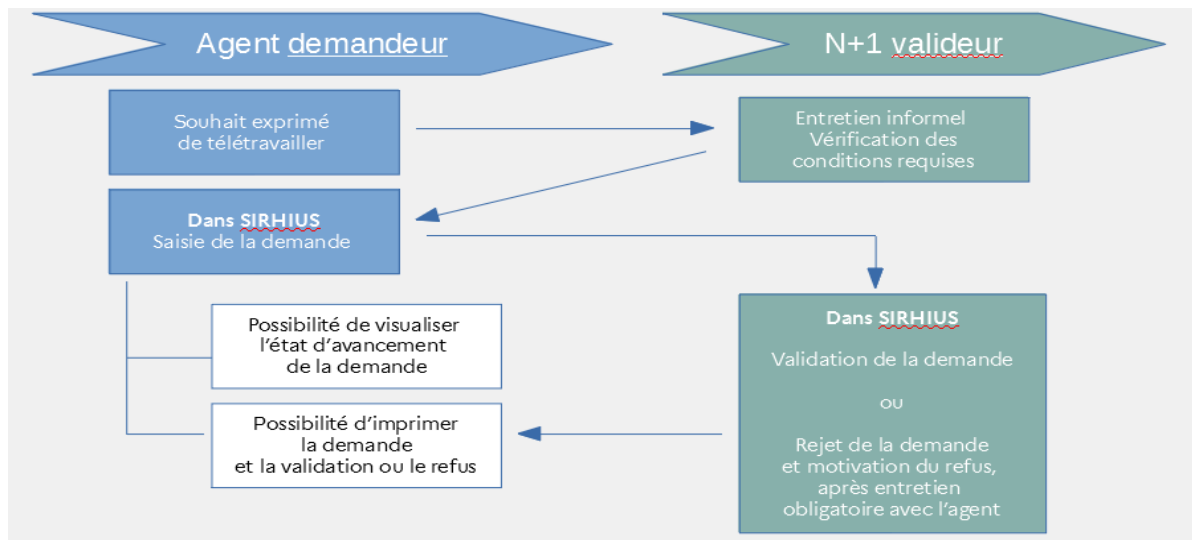 Agent demandeur
N+1 valideur
Souhait exprimé
de télétravailler
Entretien informel
Vérification des
conditions requises
Dans SIRHIUS
Saisie de la demande
Possibilité de visualiser
l’état d’avancement
de la demande
Possibilité d’imprimer
la demande
et la validation ou le refus
Dans SIRHIUS
Validation de la demande
ou
Rejet de la demande
et motivation du refus,
après entretien
obligatoire avec l’agent